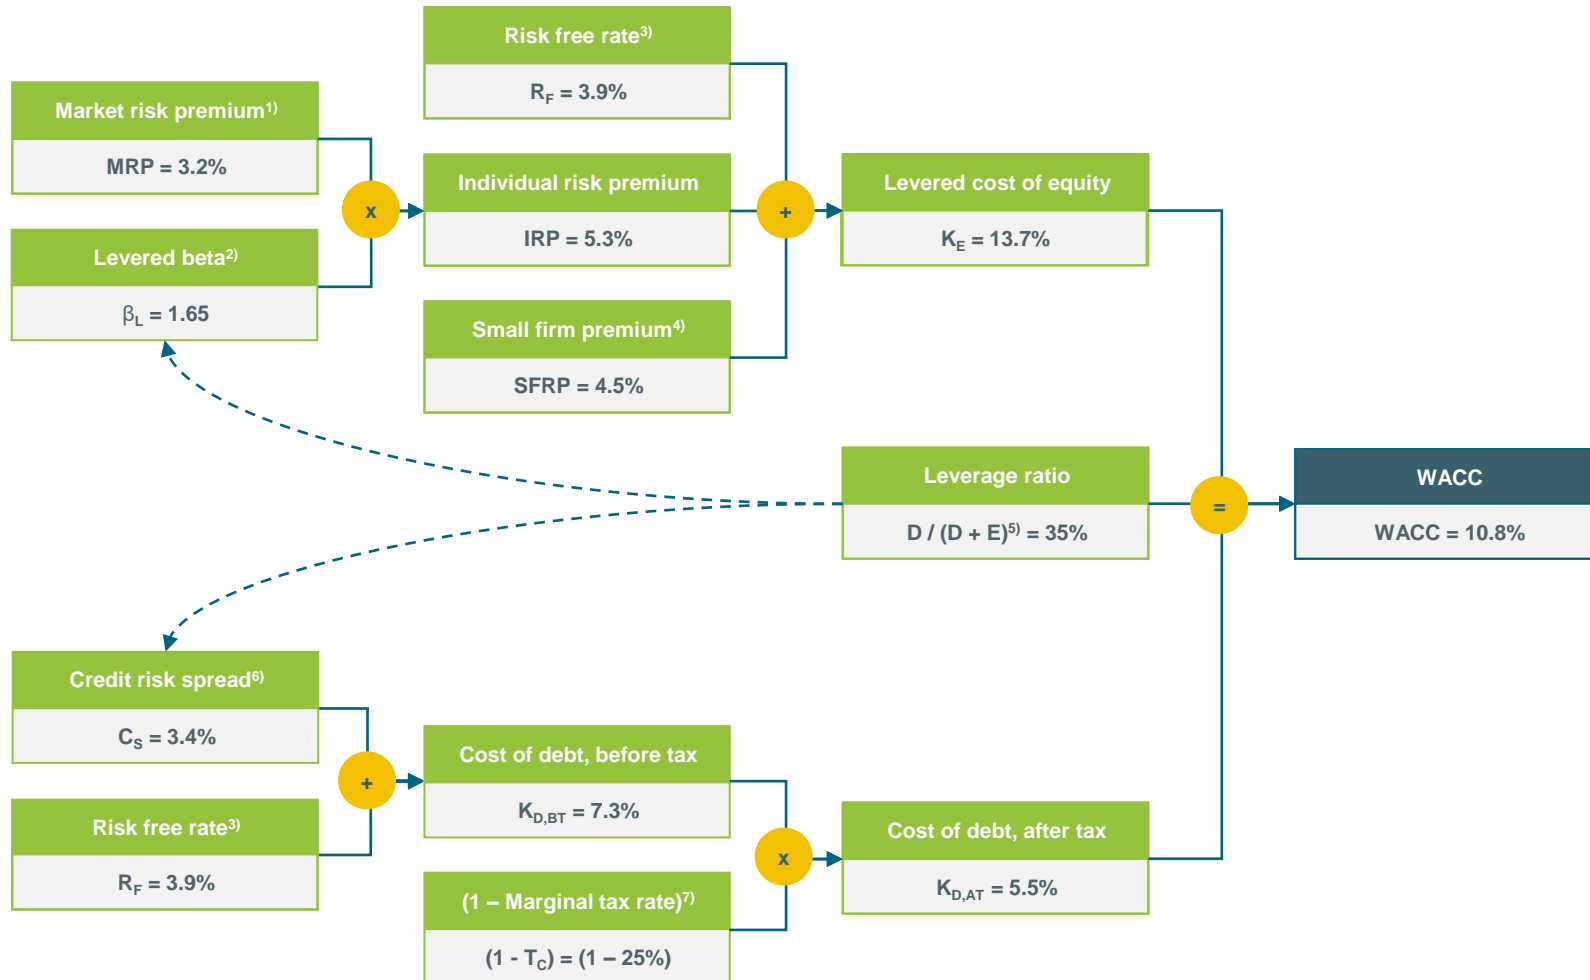 Risk free rate3)
RF = 3.9%
Market risk premium1)
MRP = 3.2%
Individual risk premium
IRP = 5.3%
Levered cost of equity
KE = 13.7%
x
+
Levered beta2)
βL = 1.65
Small firm premium4)
SFRP = 4.5%
Leverage ratio
D / (D + E)5) = 35%
=
WACC
WACC = 10.8%
Credit risk spread6)
CS = 3.4%
+
Cost of debt, before tax
KD,BT = 7.3%
Risk free rate3)
RF = 3.9%
x
Cost of debt, after tax
KD,AT = 5.5%
(1 – Marginal tax rate)7)
(1 - TC) = (1 – 25%)